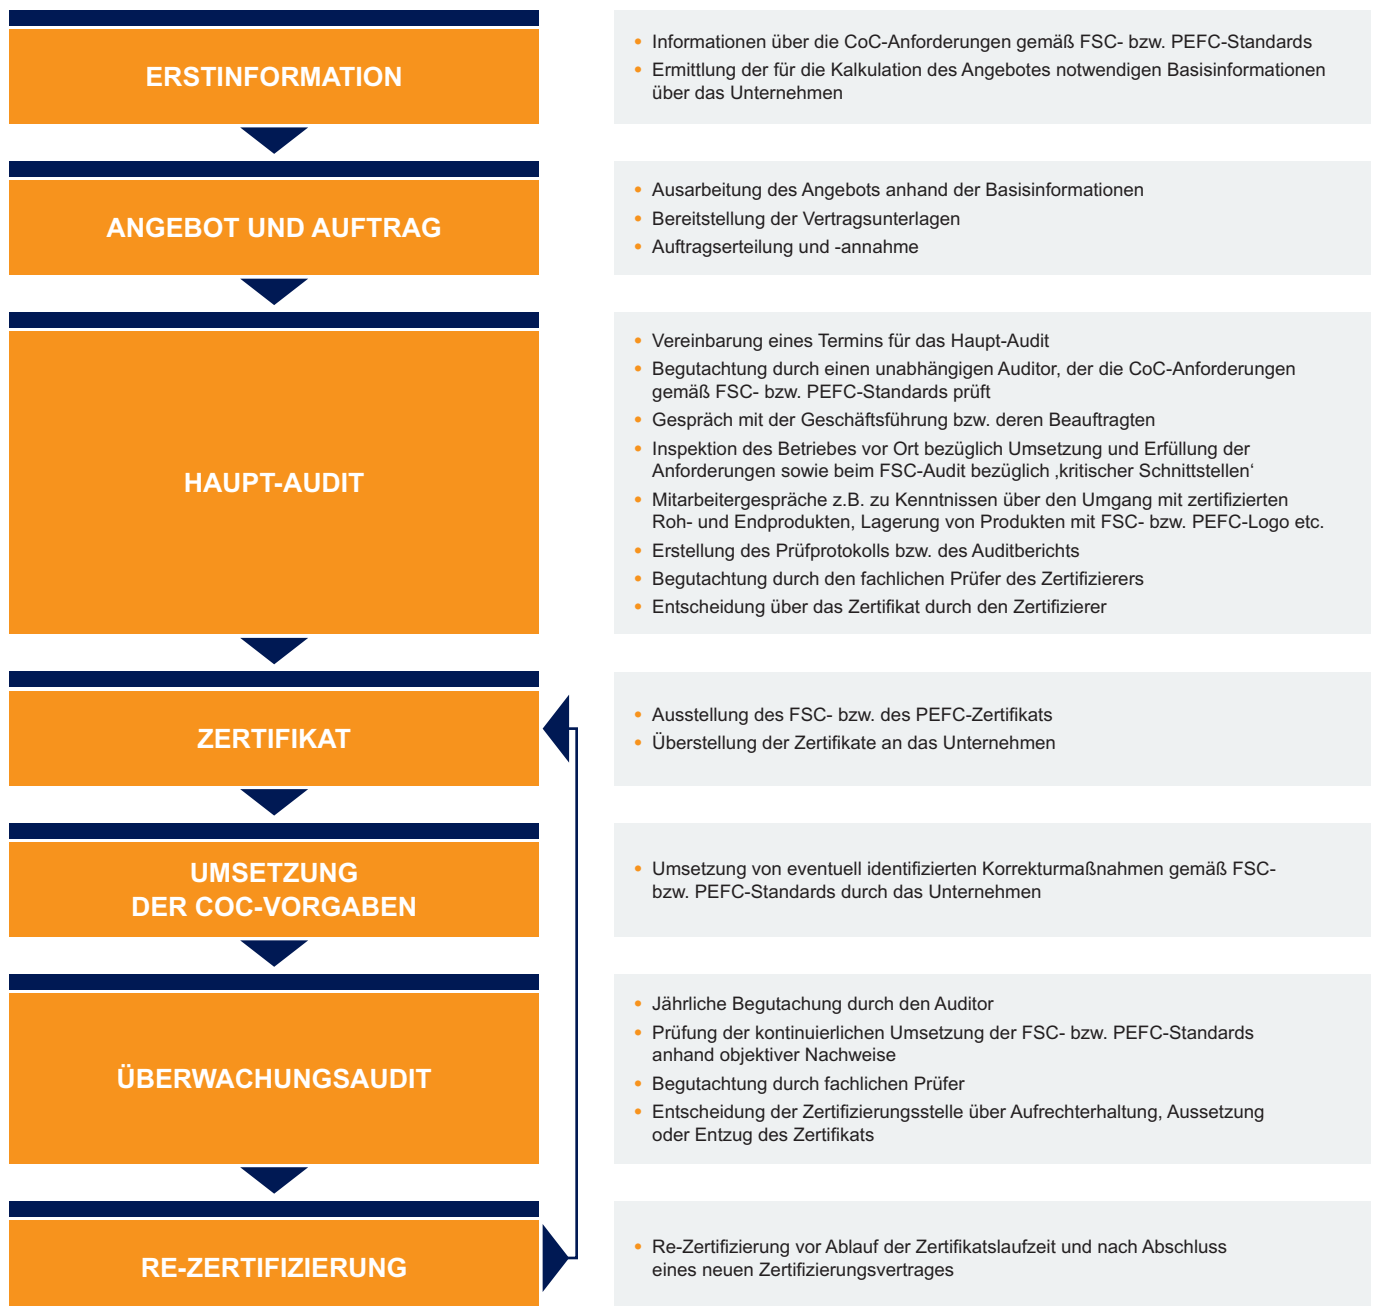 ERSTINFORMATION
• Informationen über die CoC-Anforderungen gemäß FSC- bzw. PEFC-Standards
• Ermittlung der für die Kalkulation des Angebotes notwendigen Basisinformationen
über das Unternehmen
ANGEBOT UND AUFTRAG
• Ausarbeitung des Angebots anhand der Basisinformationen
• Bereitstellung der Vertragsunterlagen
• Auftragserteilung und -annahme
HAUPT-AUDIT
• Vereinbarung eines Termins für das Haupt-Audit
• Begutachtung durch einen unabhängigen Auditor, der die CoC-Anforderungen
gemäß FSC- bzw. PEFC-Standards prüft
• Gespräch mit der Geschäftsführung bzw. deren Beauftragten
• Inspektion des Betriebes vor Ort bezüglich Umsetzung und Erfüllung der
Anforderungen sowie beim FSC-Audit bezüglich ‚kritischer Schnittstellen‘
• Mitarbeitergespräche z.B. zu Kenntnissen über den Umgang mit zertifizierten
Roh- und Endprodukten, Lagerung von Produkten mit FSC- bzw. PEFC-Logo etc.
• Erstellung des Prüfprotokolls bzw. des Auditberichts
• Begutachtung durch den fachlichen Prüfer des Zertifizierers
• Entscheidung über das Zertifikat durch den Zertifizierer
ZERTIFIKAT
• Ausstellung des FSC- bzw. des PEFC-Zertifikats
• Überstellung der Zertifikate an das Unternehmen
UMSETZUNG
DER COC-VORGABEN
• Umsetzung von eventuell identifizierten Korrekturmaßnahmen gemäß FSC-
bzw. PEFC-Standards durch das Unternehmen
ÜBERWACHUNGSAUDIT
• Jährliche Begutachung durch den Auditor
• Prüfung der kontinuierlichen Umsetzung der FSC- bzw. PEFC-Standards
anhand objektiver Nachweise
• Begutachtung durch fachlichen Prüfer
• Entscheidung der Zertifizierungsstelle über Aufrechterhaltung, Aussetzung
oder Entzug des Zertifikats
RE-ZERTIFIZIERUNG
• Re-Zertifizierung vor Ablauf der Zertifikatslaufzeit und nach Abschluss
eines neuen Zertifizierungsvertrages